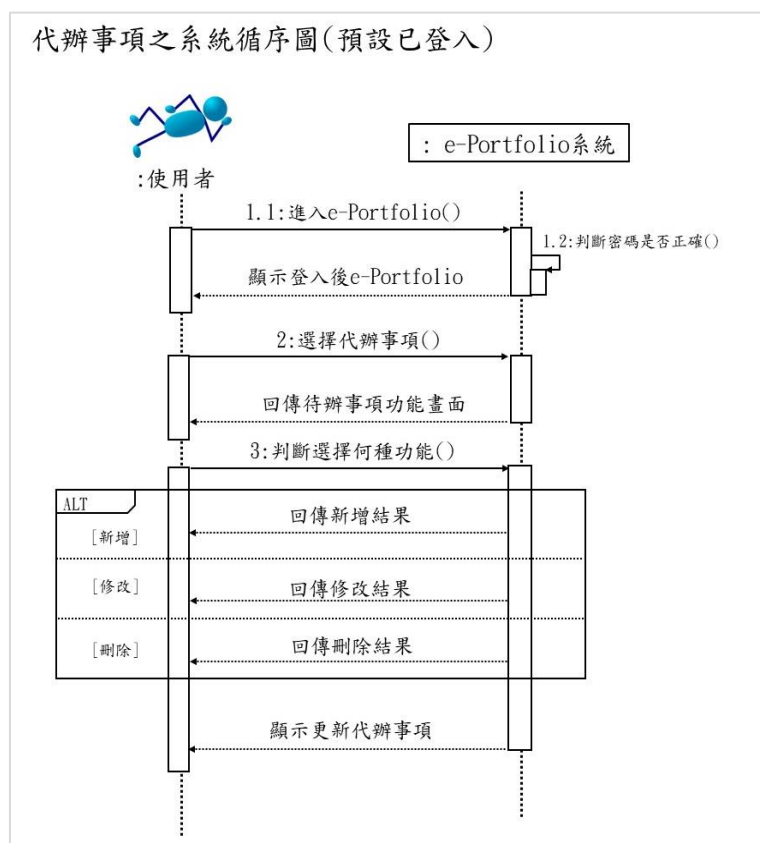 代辦事項之系統循序圖(預設已登入)
:使用者
: e-Portfolio系統
1.1:進入e-Portfolio()
1.2:判斷密碼是否正確()
顯示登入後e-Portfolio
2:選擇代辦事項()
回傳待辦事項功能畫面
3:判斷選擇何種功能()
ALT
回傳新增結果
[新增]
[修改]
回傳修改結果
[刪除]
回傳刪除結果
顯示更新代辦事項